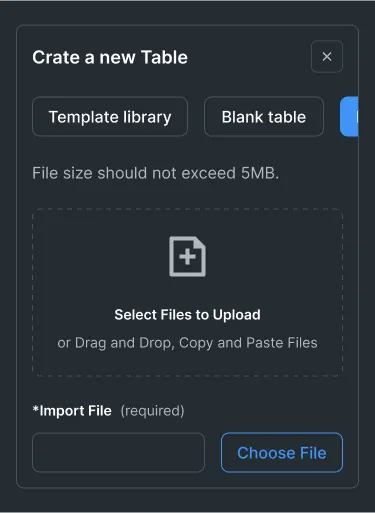 Crate a new Table
Template library
Blank table
File size should not exceed 5MB.
Select Files to Upload
or Drag and Drop, Copy and Paste Files
*Import File (required)
Choose File